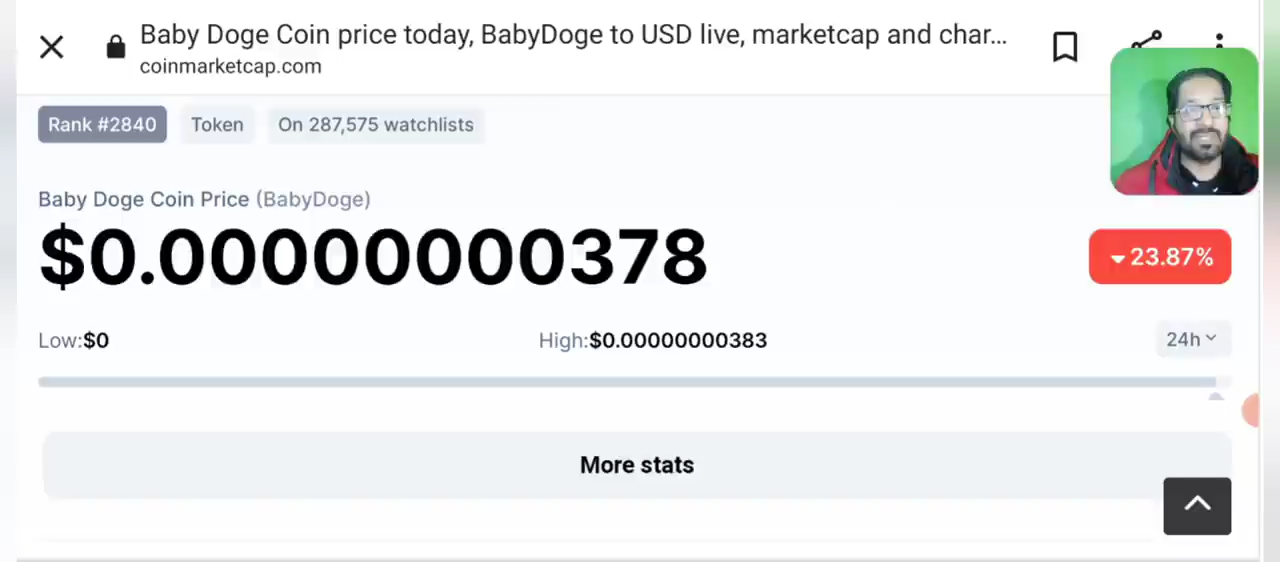 Baby Doge Coin price today, BabyDoge to USD live, marketcap and char...
coinmarketcap.com
Rank #2840 Token On 287,575 watchlists
Baby Doge Coin Price (BabyDoge)
$0.00000000378 23.87%
Low:$0 High:$0.00000000383 24h
More stats